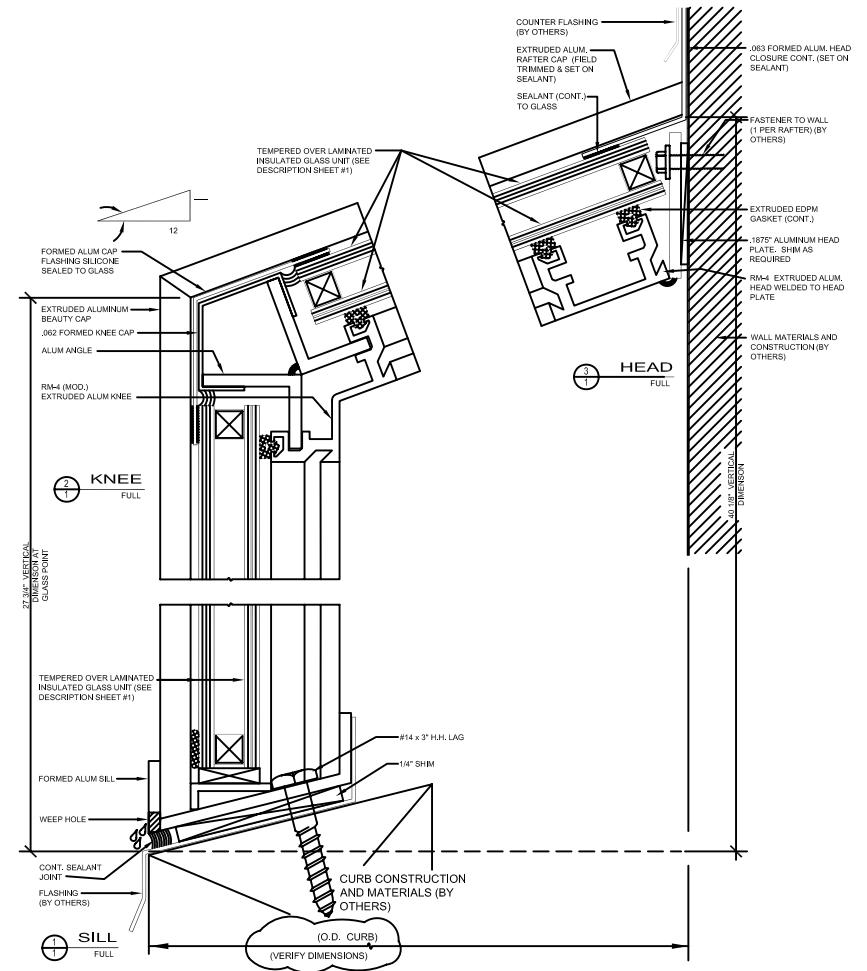 COUNTER FLASHING
(BY OTHERS)
EXTRUDED ALUM.
RAFTER CAP (FIELD
TRIMMED & SET ON
SEALANT)
SEALANT (CONT.)
TO GLASS
.063 FORMED ALUM. HEAD
CLOSURE CONT. (SET ON
SEALANT)
FASTENER TO WALL
(1 PER RAFTER) (BY
OTHERS)
TEMPERED OVER LAMINATED
INSULATED GLASS UNIT (SEE
DESCRIPTION SHEET #1)
12
EXTRUDED EDPM
GASKET (CONT.)
.1875" ALUMINUM HEAD
PLATE. SHIM AS
REQUIRED
RM-4 EXTRUDED ALUM.
HEAD WELDED TO HEAD
PLATE
WALL MATERIALS AND
CONSTRUCTION (BY
OTHERS)
3
1
HEAD
FULL
FORMED ALUM CAP
FLASHING SILICONE
SEALED TO GLASS
EXTRUDED ALUMINUM
BEAUTY CAP
.062 FORMED KNEE CAP
ALUM ANGLE
RM-4 (MOD.)
EXTRUDED ALUM KNEE
2
1
KNEE
FULL
40 1/8" VERTICAL
DIMENSON
27 3/4" VERTICAL
DIMENSON AT
GLASS POINT
TEMPERED OVER LAMINATED
INSULATED GLASS UNIT (SEE
DESCRIPTION SHEET #1)
#14 x 3" H.H. LAG
1/4" SHIM
FORMED ALUM SILL
WEEP HOLE
CONT. SEALANT
JOINT
FLASHING
(BY OTHERS)
CURB CONSTRUCTION
AND MATERIALS (BY
OTHERS)
1
1
SILL
FULL
(O.D. CURB)
(VERIFY DIMENSIONS)